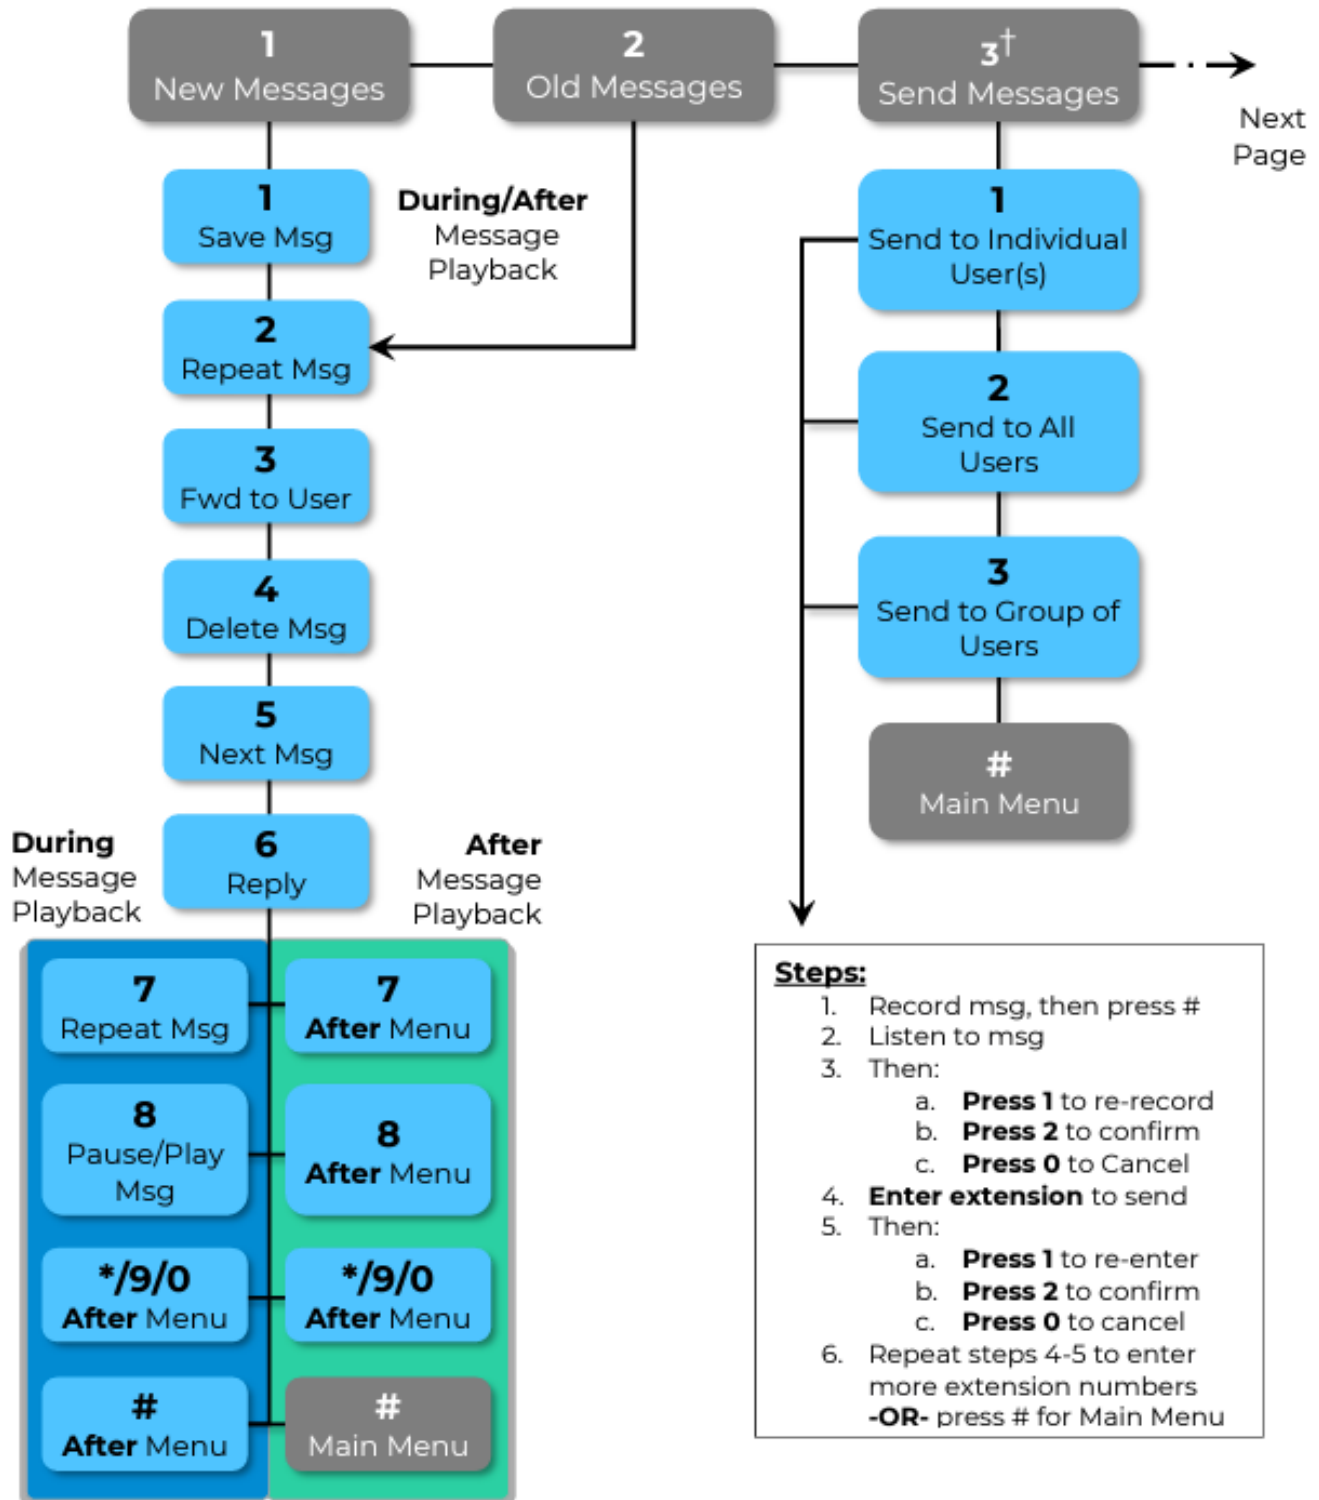 1
New Messages
2
Old Messages
3†
Send Messages
Next
Page
1
Save Msg
During/After
Message
Playback
2
Repeat Msg
3
Fwd to User
4
Delete Msg
5
Next Msg
6
Reply
During
Message
Playback
After
Message
Playback
7
Repeat Msg
7
After Menu
8
Pause/Play
Msg
8
After Menu
*/9/0
After Menu
*/9/0
After Menu
#
After Menu
#
Main Menu
1
Send to Individual
User(s)
2
Send to All
Users
3
Send to Group of
Users
#
Main Menu
Steps:
1. Record msg, then press #
2. Listen to msg
3. Then:
a. Press 1 to re-record
b. Press 2 to confirm
c. Press 0 to Cancel
4. Enter extension to send
5. Then:
a. Press 1 to re-enter
b. Press 2 to confirm
c. Press 0 to cancel
6. Repeat steps 4-5 to enter
more extension numbers
-OR- press # for Main Menu